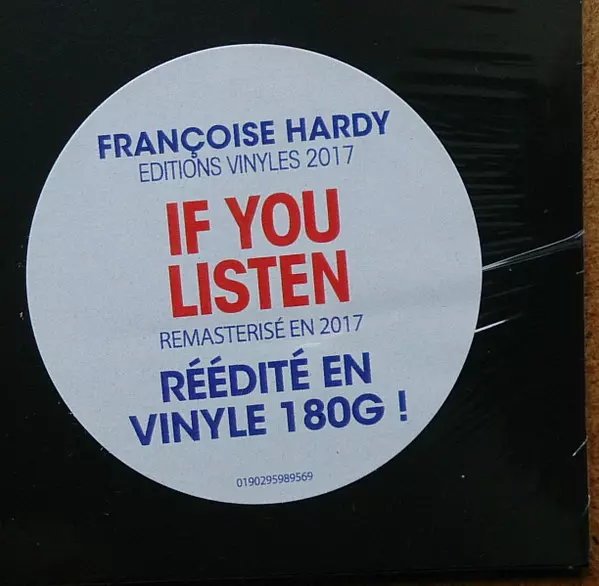 FRANÇOISE HARDY
EDITIONS VINYLES 2017
IF YOU
LISTEN
REMASTERISÉ EN 2017
RÉÉDITÉ EN
VINYLE 180G !
0190295989569